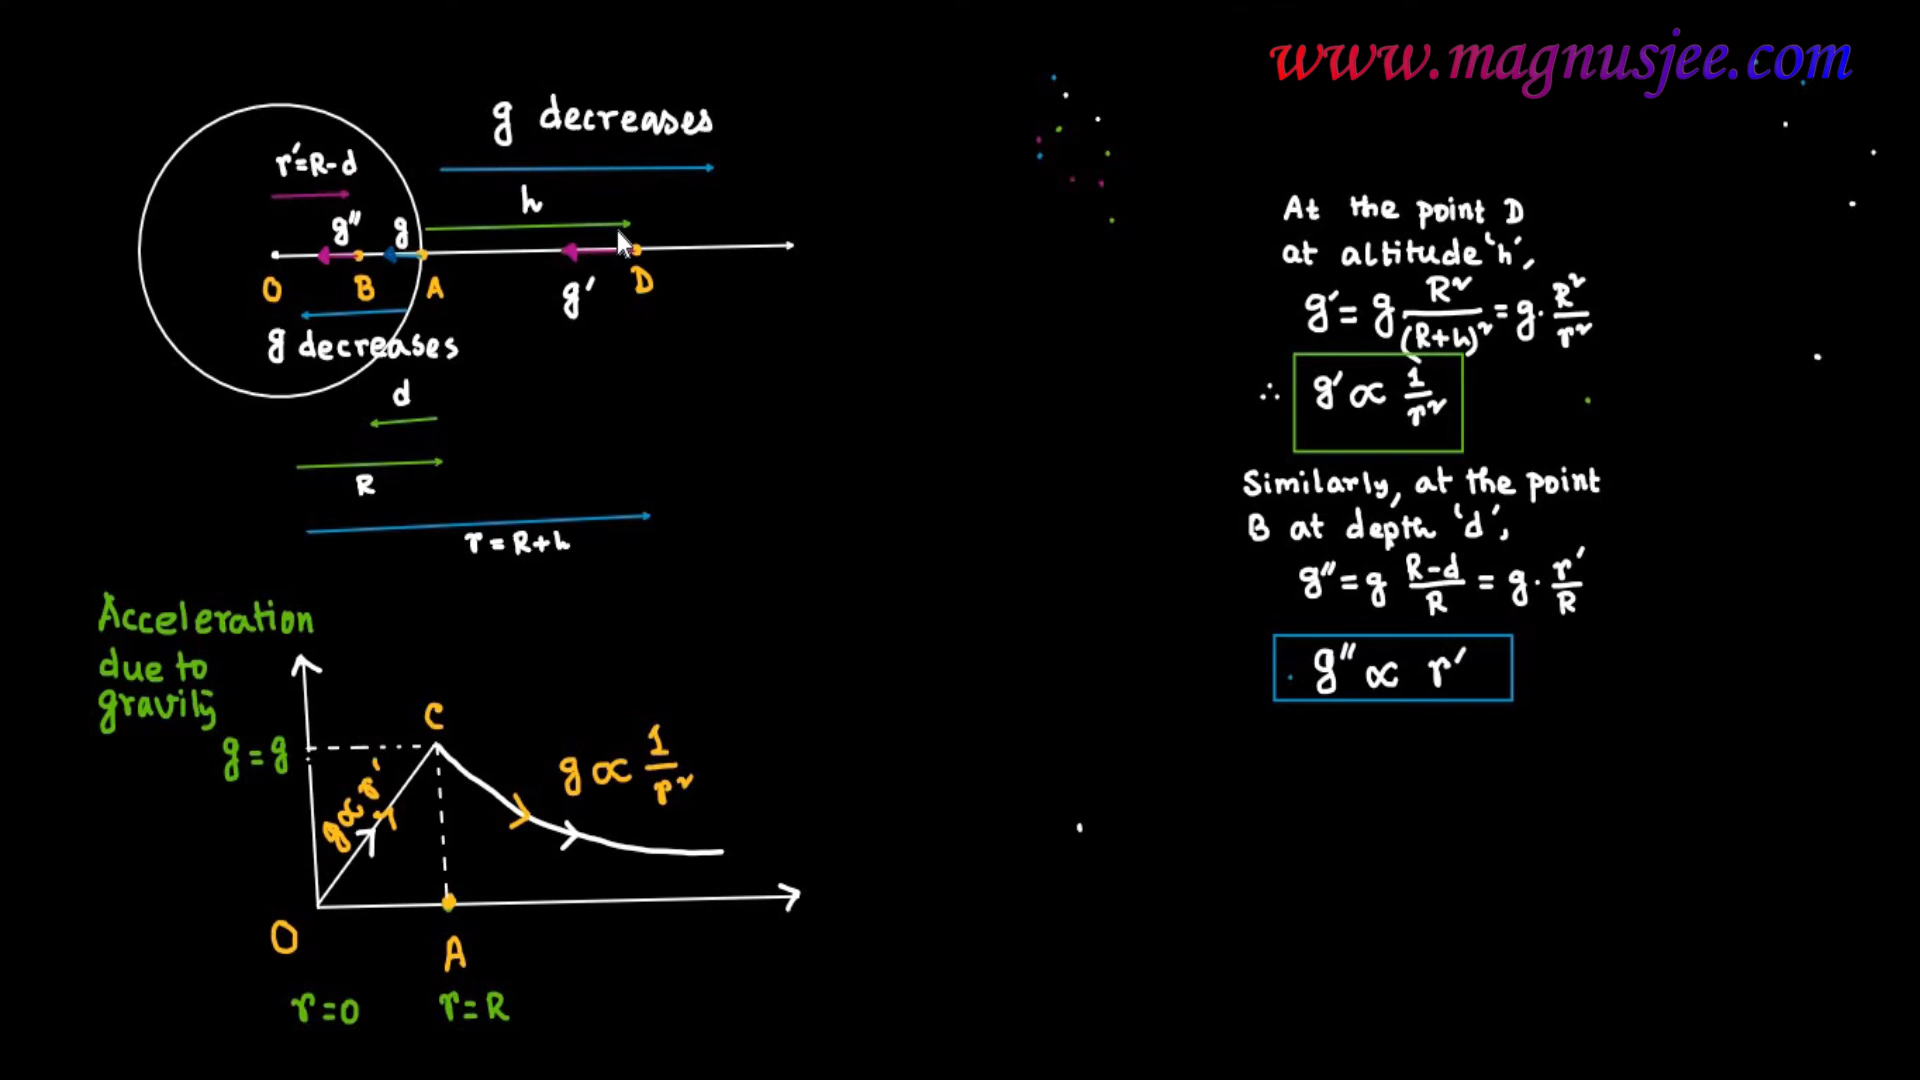 www.magnusjee.com
g decreases
r'=R-d
h
g" g
O B A D
g'
g decreases
d
R
r=R+h
At the point D
at altitude 'h',
g' = g R²/(R+h)² = g · R²/r²
∴ g' ∝ 1/r²
Similarly, at the point
B at depth 'd',
g" = g (R-d)/R = g · r'/R
g" ∝ r'
Acceleration
due to
gravity
g=g
C
g∝r'
g∝ 1/r²
O
A
r=0
r=R